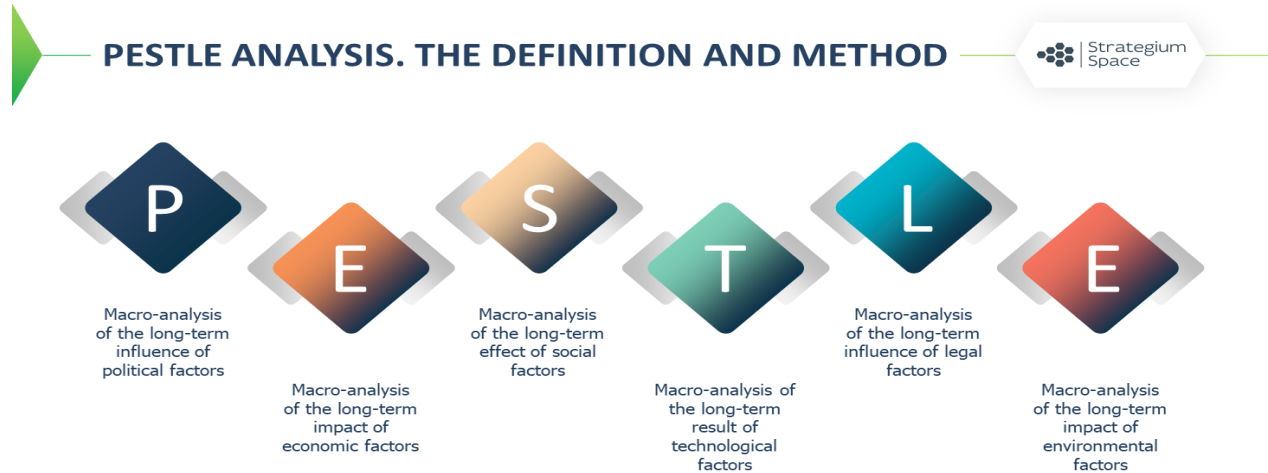 PESTLE ANALYSIS. THE DEFINITION AND METHOD
Strategium
Space
P
Macro-analysis
of the long-term
influence of
political factors
E
Macro-analysis
of the long-term
impact of
economic factors
S
Macro-analysis
of the long-term
effect of social
factors
T
Macro-analysis of
the long-term
result of
technological
factors
L
Macro-analysis
of the long-term
influence of legal
factors
E
Macro-analysis
of the long-term
impact of
environmental
factors